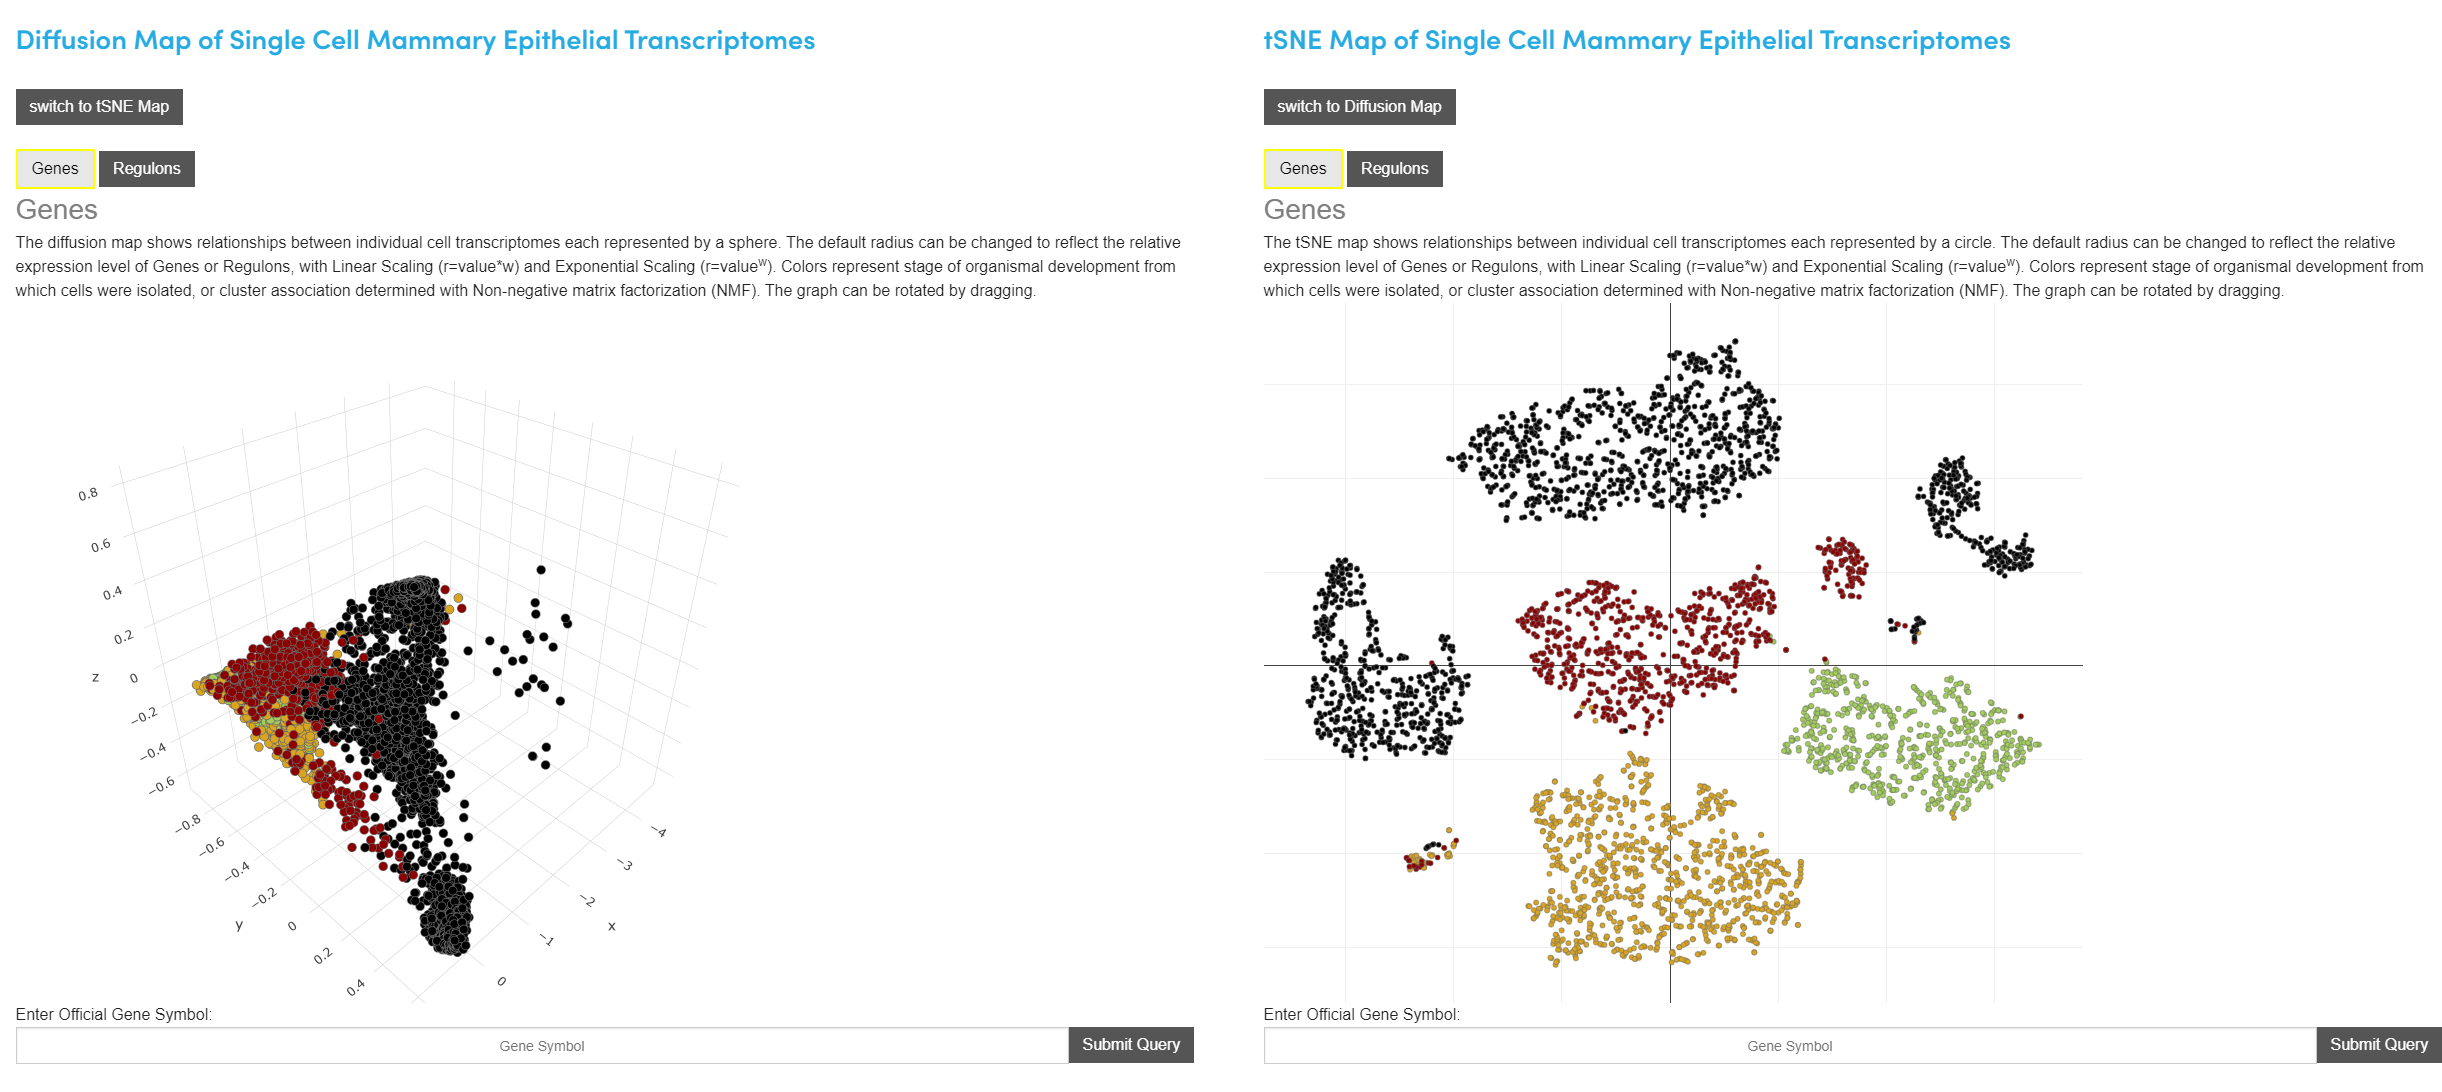 Diffusion Map of Single Cell Mammary Epithelial Transcriptomes
switch to tSNE Map
Genes Regulons
Genes
The diffusion map shows relationships between individual cell transcriptomes each represented by a sphere. The default radius can be changed to reflect the relative
expression level of Genes or Regulons, with Linear Scaling (r=value*w) and Exponential Scaling (r=value^w). Colors represent stage of organismal development from
which cells were isolated, or cluster association determined with Non-negative matrix factorization (NMF). The graph can be rotated by dragging.
0.8
0.6
0.4
0.2
z 0
−0.2
−0.4
−0.6
−0.8
−0.6
−0.4
−0.2
y 0
0.2
0.4
−4
−3
−2
x
−1
0
Enter Official Gene Symbol:
Gene Symbol Submit Query
tSNE Map of Single Cell Mammary Epithelial Transcriptomes
switch to Diffusion Map
Genes Regulons
Genes
The tSNE map shows relationships between individual cell transcriptomes each represented by a circle. The default radius can be changed to reflect the relative
expression level of Genes or Regulons, with Linear Scaling (r=value*w) and Exponential Scaling (r=value^w). Colors represent stage of organismal development from
which cells were isolated, or cluster association determined with Non-negative matrix factorization (NMF). The graph can be rotated by dragging.
Enter Official Gene Symbol:
Gene Symbol Submit Query